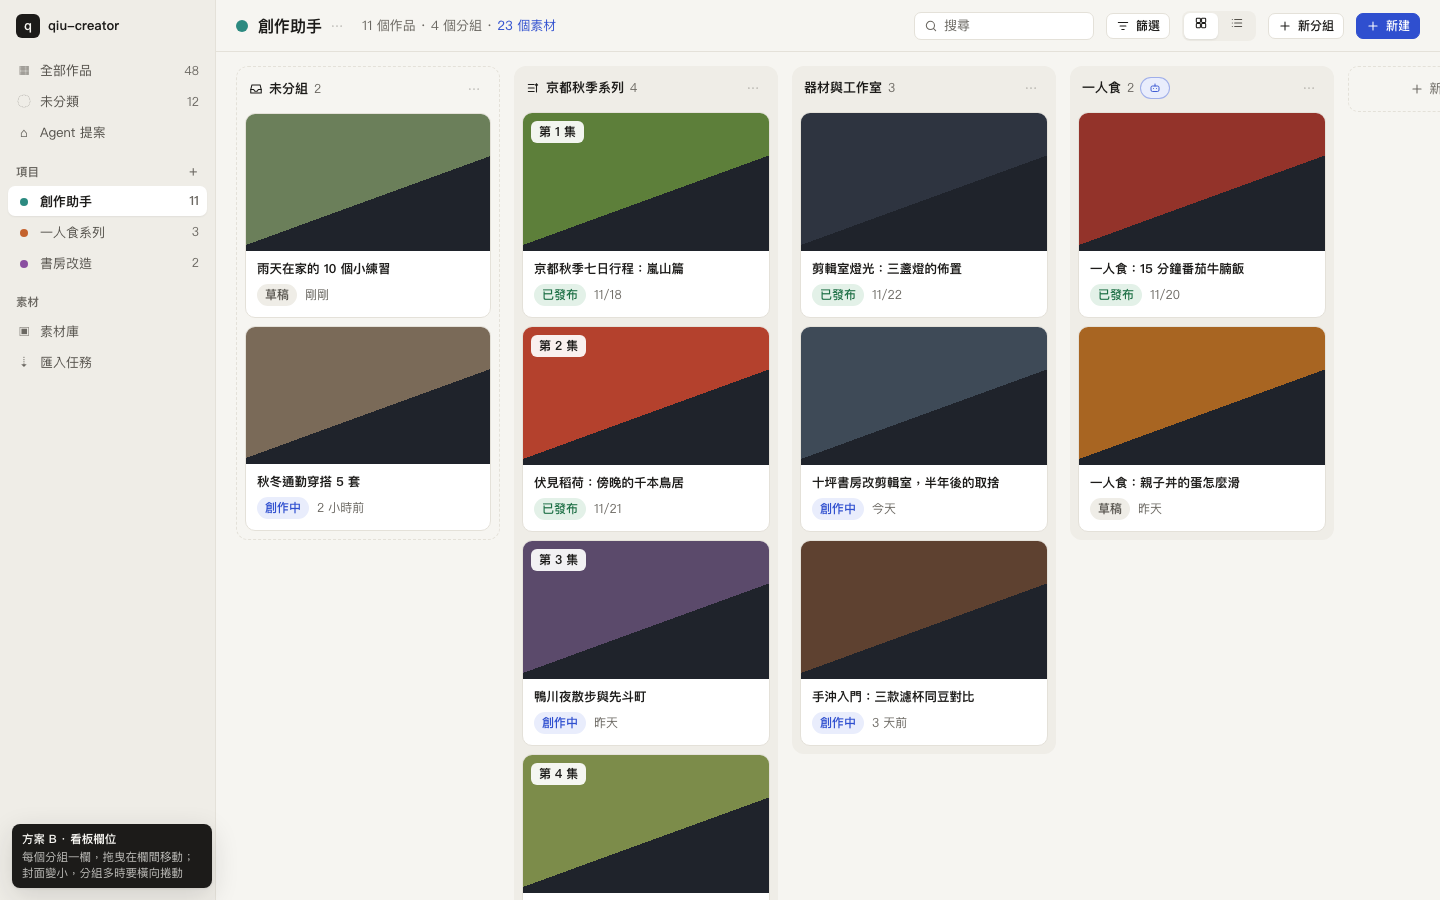 q qiu-creator
全部作品 48
未分類 12
Agent 提案
項目 +
創作助手 11
一人食系列 3
書房改造 2
素材
素材庫
匯入任務
方案 B · 看板欄位
每個分組一欄，拖曳在欄間移動；
封面變小，分組多時要橫向捲動
創作助手 ··· 11 個作品 · 4 個分組 · 23 個素材
搜尋
篩選
+ 新分組
+ 新建
未分組 2 ···
雨天在家的 10 個小練習
草稿 剛剛
秋冬通勤穿搭 5 套
創作中 2 小時前
京都秋季系列 4 ···
第 1 集
京都秋季七日行程：嵐山篇
已發布 11/18
第 2 集
伏見稻荷：傍晚的千本鳥居
已發布 11/21
第 3 集
鴨川夜散步與先斗町
創作中 昨天
第 4 集
器材與工作室 3 ···
剪輯室燈光：三盞燈的佈置
已發布 11/22
十坪書房改剪輯室，半年後的取捨
創作中 今天
手沖入門：三款濾杯同豆對比
創作中 3 天前
一人食 2 ···
一人食：15 分鐘番茄牛腩飯
已發布 11/20
一人食：親子丼的蛋怎麼滑
草稿 昨天
+ 新